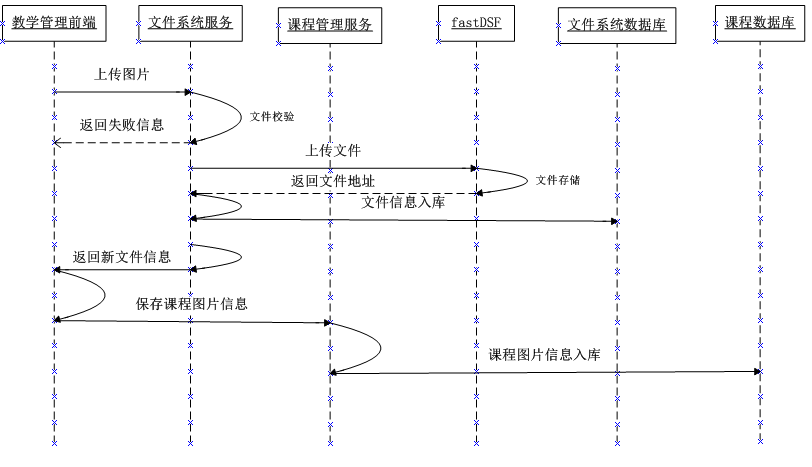 教学管理前端
文件系统服务
课程管理服务
fastDSF
文件系统数据库
课程数据库
上传图片
文件校验
返回失败信息
上传文件
返回文件地址
文件存储
文件信息入库
返回新文件信息
保存课程图片信息
课程图片信息入库